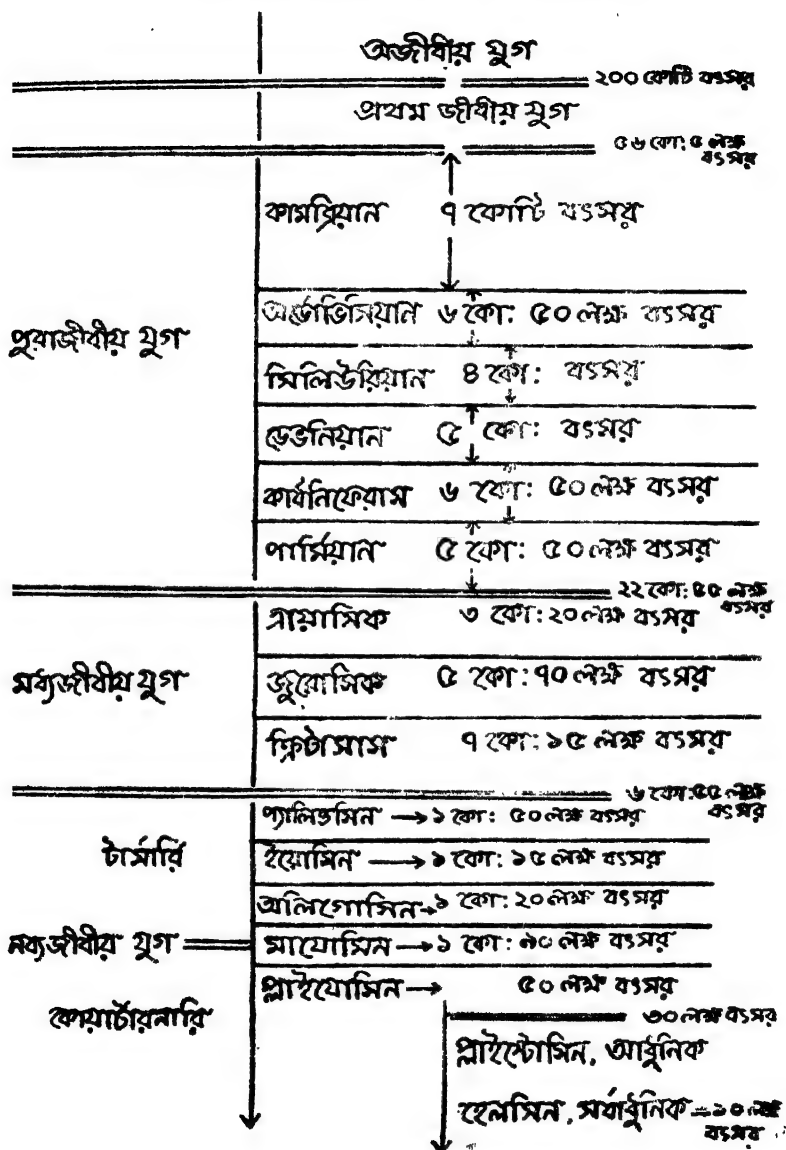 অজীবীয় যুগ
২০০ কোটি বৎসর
প্রথম জীবীয় যুগ
৫৬ কো: ৫ লক্ষ
বৎসর
কামব্রিয়ান ৭ কোটি বৎসর
অর্ডোভিসিয়ান ৬ কো: ৫০ লক্ষ বৎসর
পুরাজীবীয় যুগ
সিলিউরিয়ান ৪ কো: বৎসর
ডেভনিয়ান ৫ কো: বৎসর
কার্বনিফেরাস ৬ কো: ৫০ লক্ষ বৎসর
পার্মিয়ান ৫ কো: ৫০ লক্ষ বৎসর
২২ কো: লক্ষ
বৎসর
ট্রায়াসিক ৩ কো: ২০ লক্ষ বৎসর
মধ্যজীবীয় যুগ
জুরাসিক ৫ কো: ৭০ লক্ষ বৎসর
ক্রিটাসাস ৭ কো: ১৫ লক্ষ বৎসর
৬ কো: লক্ষ
বৎসর
প্যালিওসিন → ১ কো: ৫০ লক্ষ বৎসর
টার্সারি
ইয়োসিন → ১ কো: ১৫ লক্ষ বৎসর
অলিগোসিন → ১ কো: ২০ লক্ষ বৎসর
নব্যজীবীয় যুগ
মায়োসিন → ১ কো: ৯০ লক্ষ বৎসর
প্লাইয়োসিন → ৫০ লক্ষ বৎসর
কোয়ার্টারনারি
৩০ লক্ষ বৎসর
প্লাইস্টোসিন, আধুনিক
হেলসিন, সর্বাধুনিক লক্ষ
বৎসর